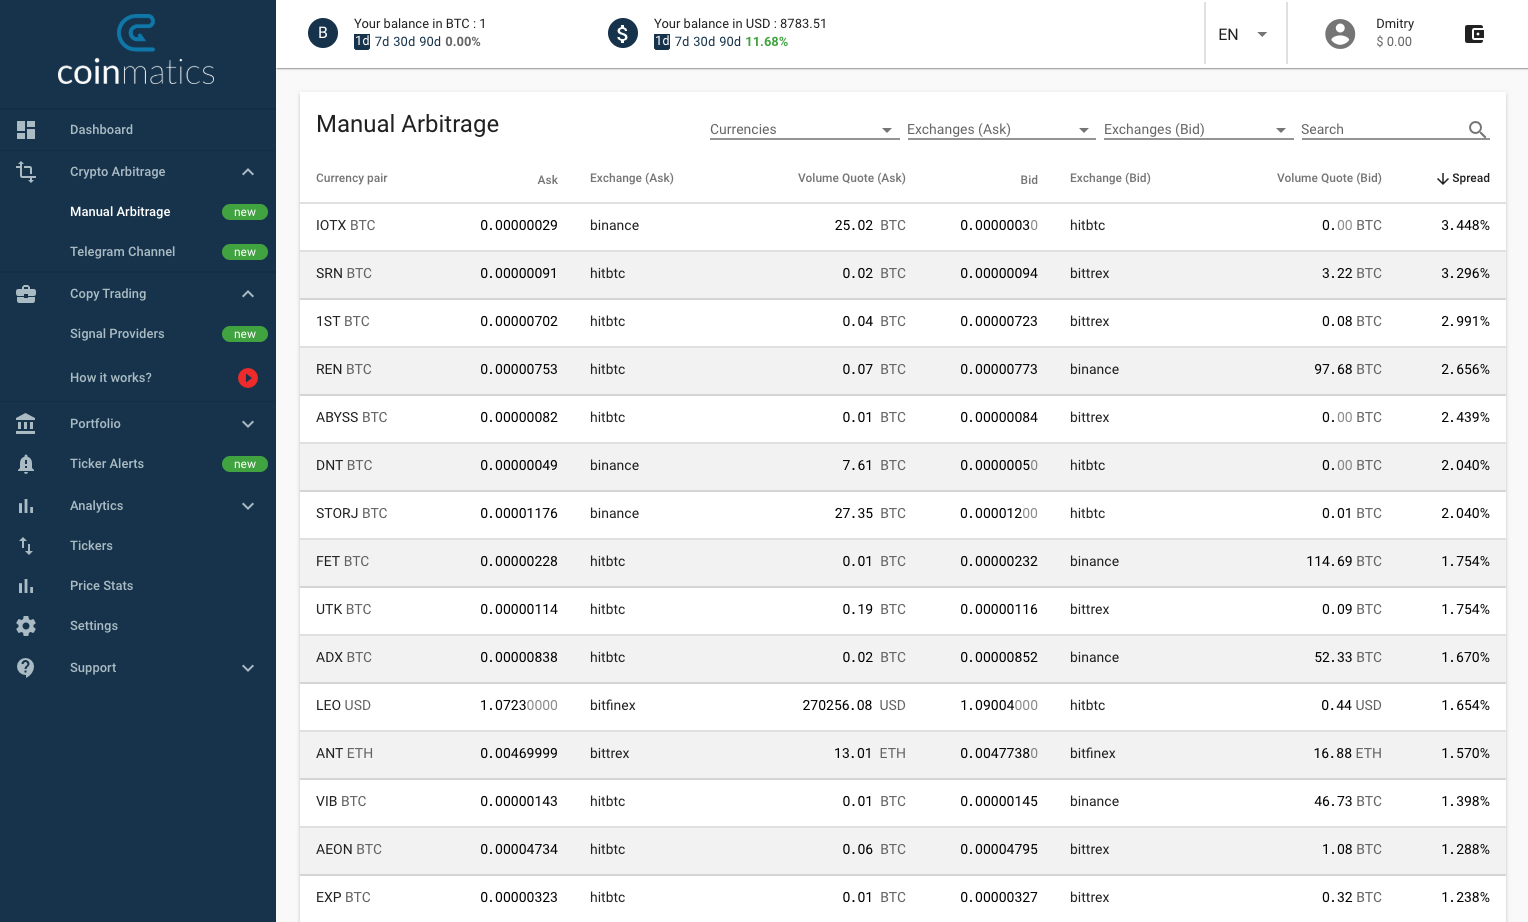 coinmatics
Dashboard
Crypto Arbitrage
Manual Arbitrage new
Telegram Channel new
Copy Trading
Signal Providers new
How it works?
Portfolio
Ticker Alerts new
Analytics
Tickers
Price Stats
Settings
Support
B
Your balance in BTC : 1
1d 7d 30d 90d 0.00%
$
Your balance in USD : 8783.51
1d 7d 30d 90d 11.68%
EN
Dmitry
$ 0.00
Manual Arbitrage
Currencies Exchanges (Ask) Exchanges (Bid) Search
Currency pair Ask Exchange (Ask) Volume Quote (Ask) Bid Exchange (Bid) Volume Quote (Bid) Spread
IOTX BTC 0.00000029 binance 25.02 BTC 0.00000030 hitbtc 0.00 BTC 3.448%
SRN BTC 0.00000091 hitbtc 0.02 BTC 0.00000094 bittrex 3.22 BTC 3.296%
1ST BTC 0.00000702 hitbtc 0.04 BTC 0.00000723 bittrex 0.08 BTC 2.991%
REN BTC 0.00000753 hitbtc 0.07 BTC 0.00000773 binance 97.68 BTC 2.656%
ABYSS BTC 0.00000082 hitbtc 0.01 BTC 0.00000084 bittrex 0.00 BTC 2.439%
DNT BTC 0.00000049 binance 7.61 BTC 0.00000050 hitbtc 0.00 BTC 2.040%
STORJ BTC 0.00001176 binance 27.35 BTC 0.00001200 hitbtc 0.01 BTC 2.040%
FET BTC 0.00000228 hitbtc 0.01 BTC 0.00000232 binance 114.69 BTC 1.754%
UTK BTC 0.00000114 hitbtc 0.19 BTC 0.00000116 bittrex 0.09 BTC 1.754%
ADX BTC 0.00000838 hitbtc 0.02 BTC 0.00000852 binance 52.33 BTC 1.670%
LEO USD 1.07230000 bitfinex 270256.08 USD 1.09004000 hitbtc 0.44 USD 1.654%
ANT ETH 0.00469999 bittrex 13.01 ETH 0.00477380 bitfinex 16.88 ETH 1.570%
VIB BTC 0.00000143 hitbtc 0.01 BTC 0.00000145 binance 46.73 BTC 1.398%
AEON BTC 0.00004734 hitbtc 0.06 BTC 0.00004795 bittrex 1.08 BTC 1.288%
EXP BTC 0.00000323 hitbtc 0.01 BTC 0.00000327 bittrex 0.32 BTC 1.238%